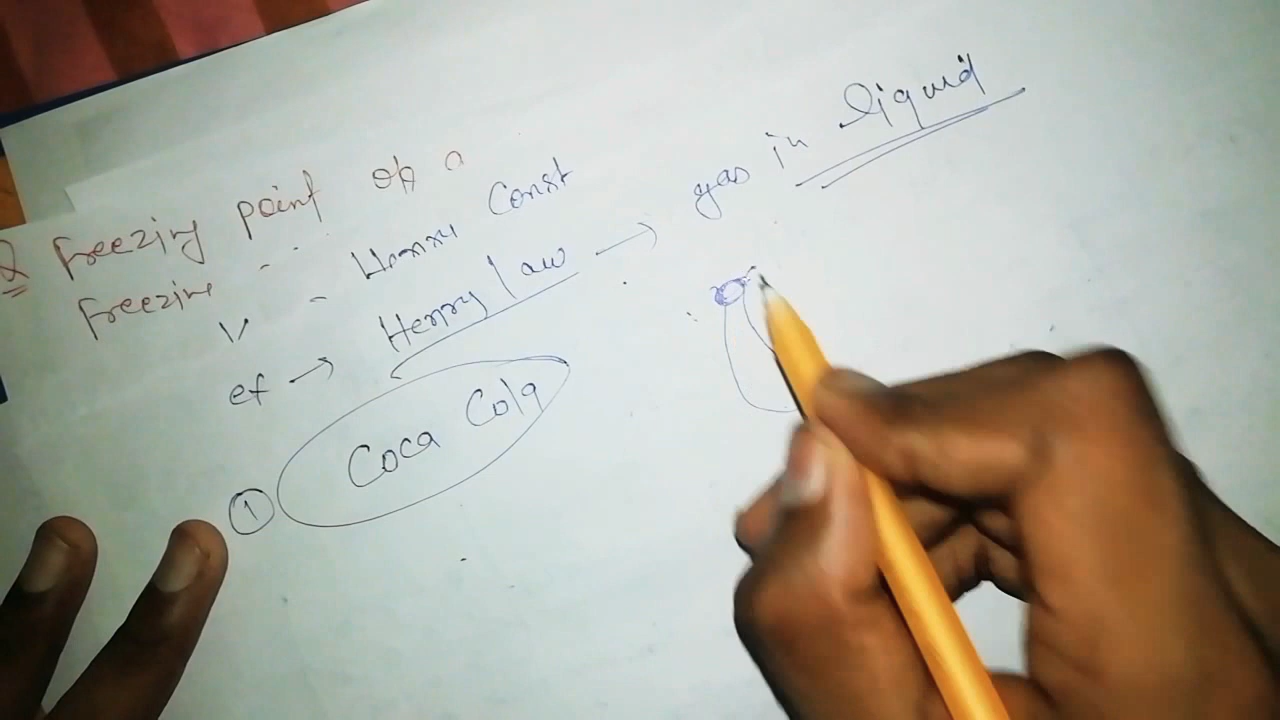 Q Freezing point of a
Freezing
V - Henry Const
ef → Henry law → gas in liquid
① Coca Cola